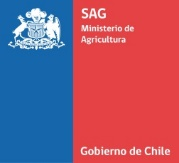 SAG
Ministerio de
Agricultura
Gobierno de Chile